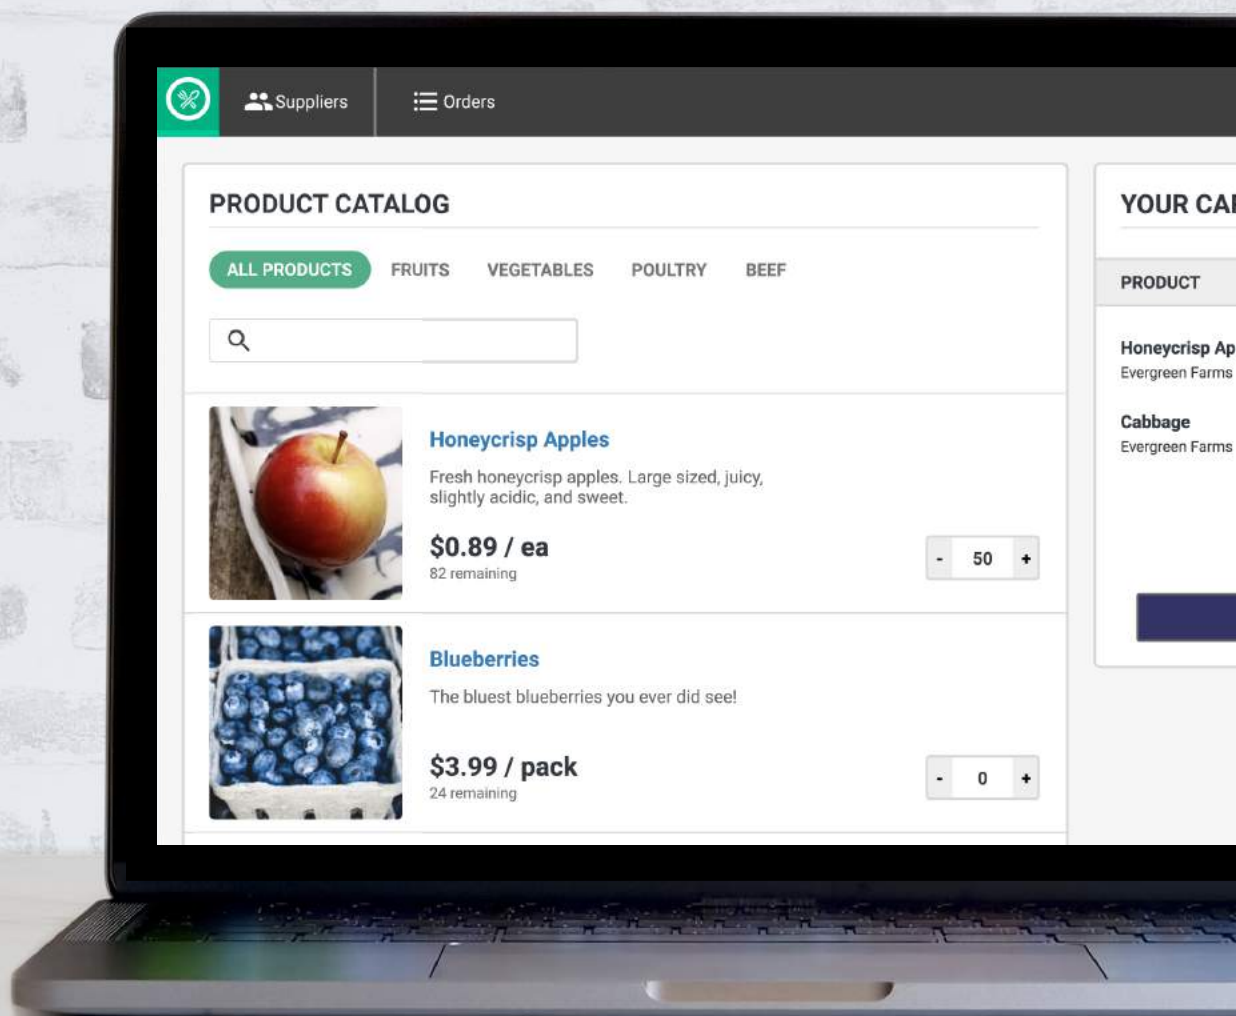 Suppliers
Orders
PRODUCT CATALOG
ALL PRODUCTS FRUITS VEGETABLES POULTRY BEEF
Honeycrisp Apples
Fresh honeycrisp apples. Large sized, juicy,
slightly acidic, and sweet.
$0.89 / ea
82 remaining
- 50 +
Blueberries
The bluest blueberries you ever did see!
$3.99 / pack
24 remaining
- 0 +
YOUR
PRODUCT
Honeycrisp
Evergreen Farms
Cabbage
Evergreen Farms